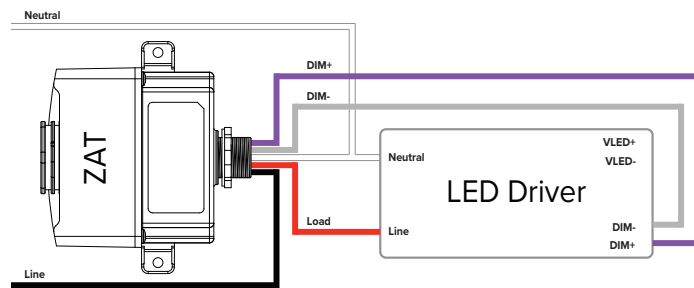 Neutral
DIM+
DIM-
ZAT
Neutral
VLED+
VLED-
LED Driver
Load
Line
DIM-
DIM+
Line